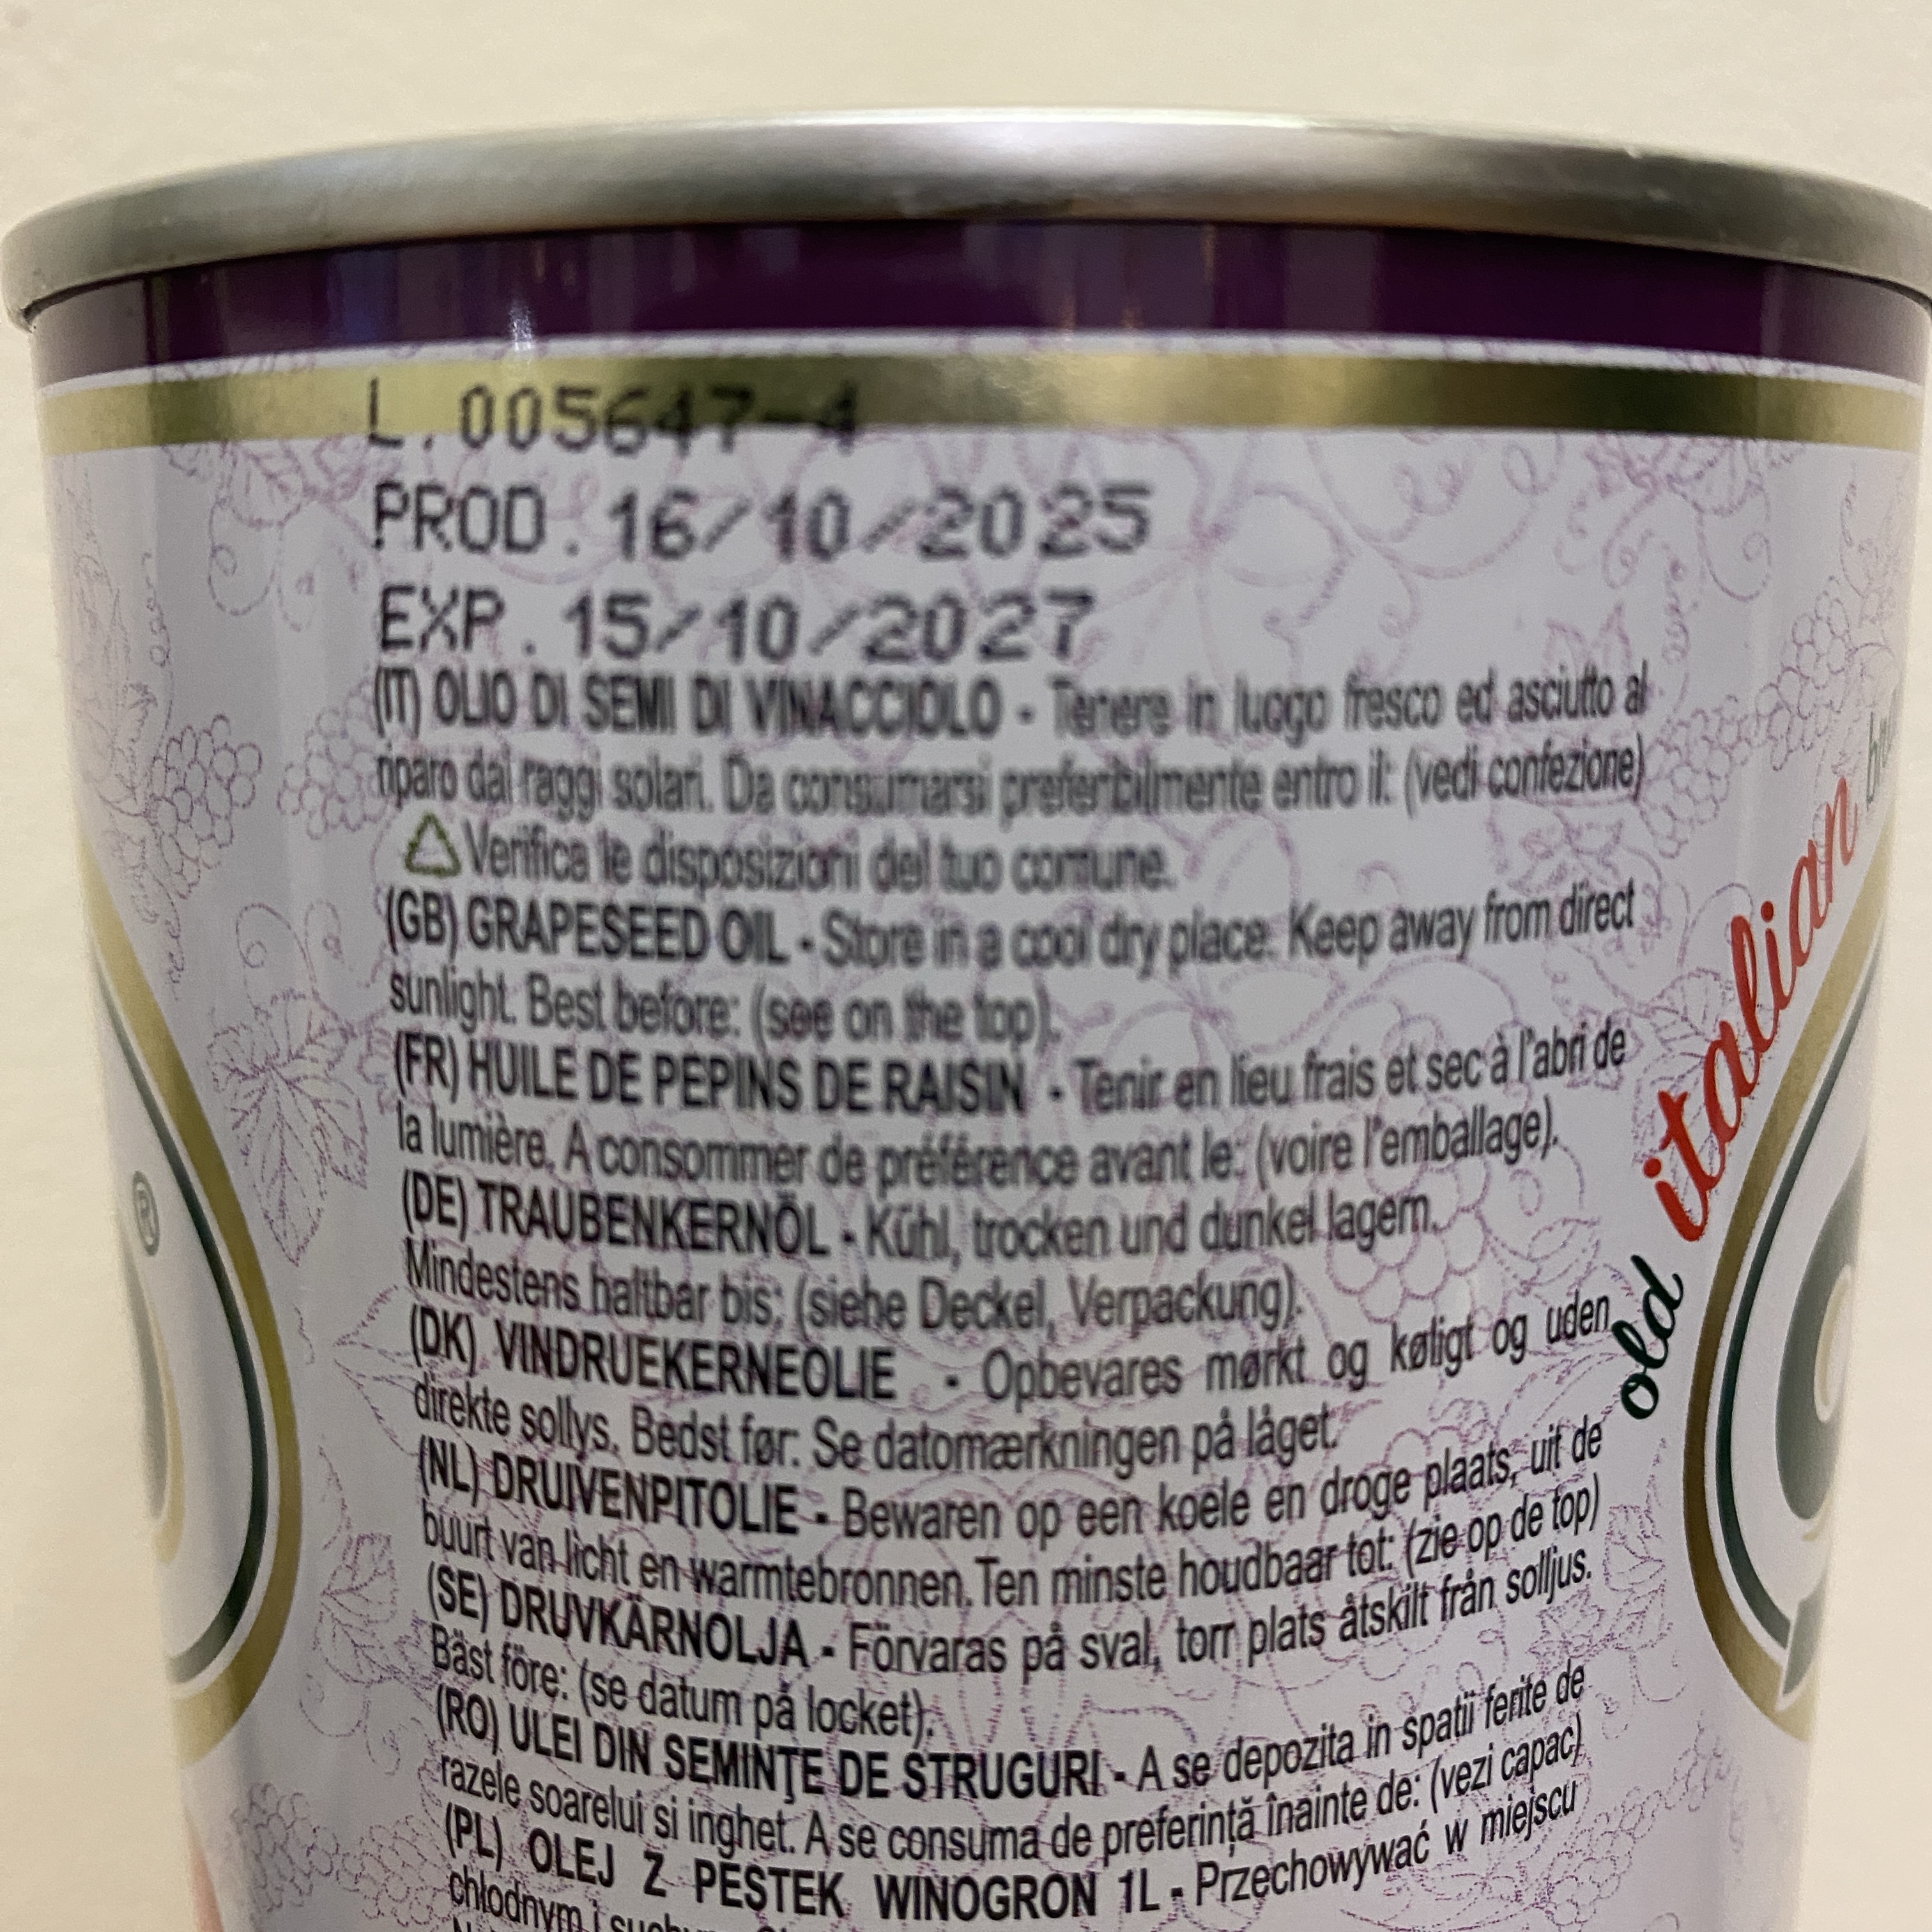 L.005647-4
PROD.16/10/2025
EXP.15/10/2027
(IT) OLIO DI SEMI DI VINACCIOLO - Tenere in luogo fresco ed asciutto al
riparo dai raggi solari. Da consumarsi preferibilmente entro il: (vedi confezione)
Verifica le disposizioni del tuo comune.
(GB) GRAPESEED OIL - Store in a cool dry place. Keep away from direct
sunlight. Best before: (see on the top).
(FR) HUILE DE PEPINS DE RAISIN - Tenir en lieu frais et sec à l'abri de
la lumière. A consommer de préférence avant le: (voire l'emballage).
(DE) TRAUBENKERNÖL - Kühl, trocken und dunkel lagern.
Mindestens haltbar bis: (siehe Deckel, Verpackung).
(DK) VINDRUEKERNEOLIE - Opbevares mørkt og køligt og uden
direkte sollys. Bedst før: Se datomærkningen på låget.
(NL) DRUIVENPITOLIE - Bewaren op een koele en droge plaats, uit de
buurt van licht en warmtebronnen. Ten minste houdbaar tot: (zie op de top)
(SE) DRUVKÄRNOLJA - Förvaras på sval, torr plats åtskilt från solljus.
Bäst före: (se datum på locket).
(RO) ULEI DIN SEMINŢE DE STRUGURI - A se depozita in spatii ferite de
razele soarelui si inghet. A se consuma de preferinţă înainte de: (vezi capac)
(PL) OLEJ Z PESTEK WINOGRON 1L - Przechowywać w miejscu
chłodnym i
old italian
®